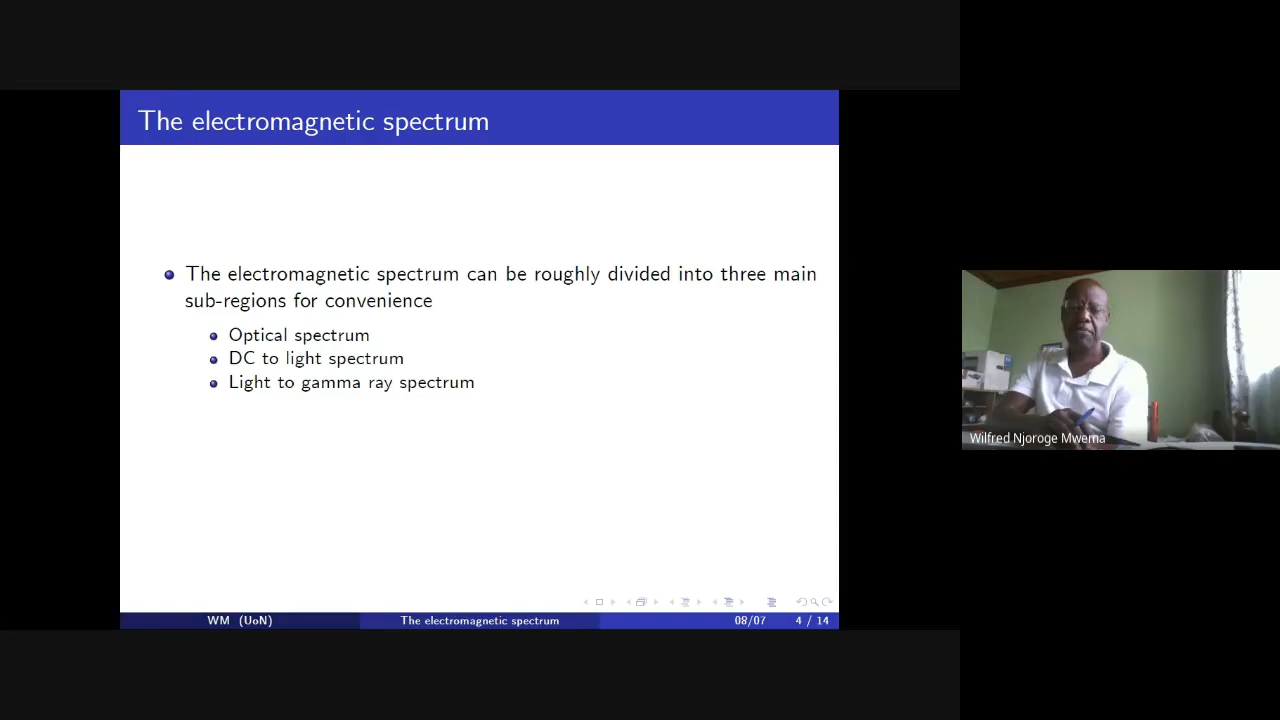 The electromagnetic spectrum
The electromagnetic spectrum can be roughly divided into three main
sub-regions for convenience
Optical spectrum
DC to light spectrum
Light to gamma ray spectrum
WM (UoN)
The electromagnetic spectrum
08/07
4 / 14
Wilfred Njoroge Mwema